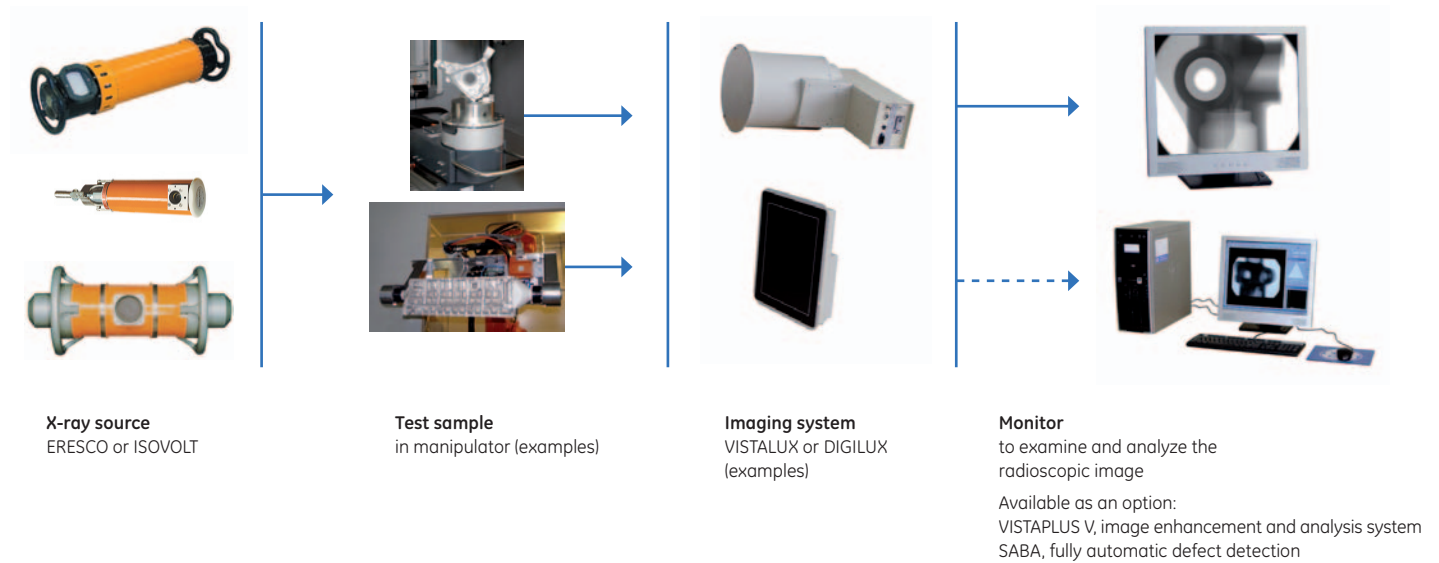 X-ray source
ERESCO or ISOVOLT
Test sample
in manipulator (examples)
Imaging system
VISTALUX or DIGILUX
(examples)
Monitor
to examine and analyze the
radioscopic image
Available as an option:
VISTAPLUS V, image enhancement and analysis system
SABA, fully automatic defect detection